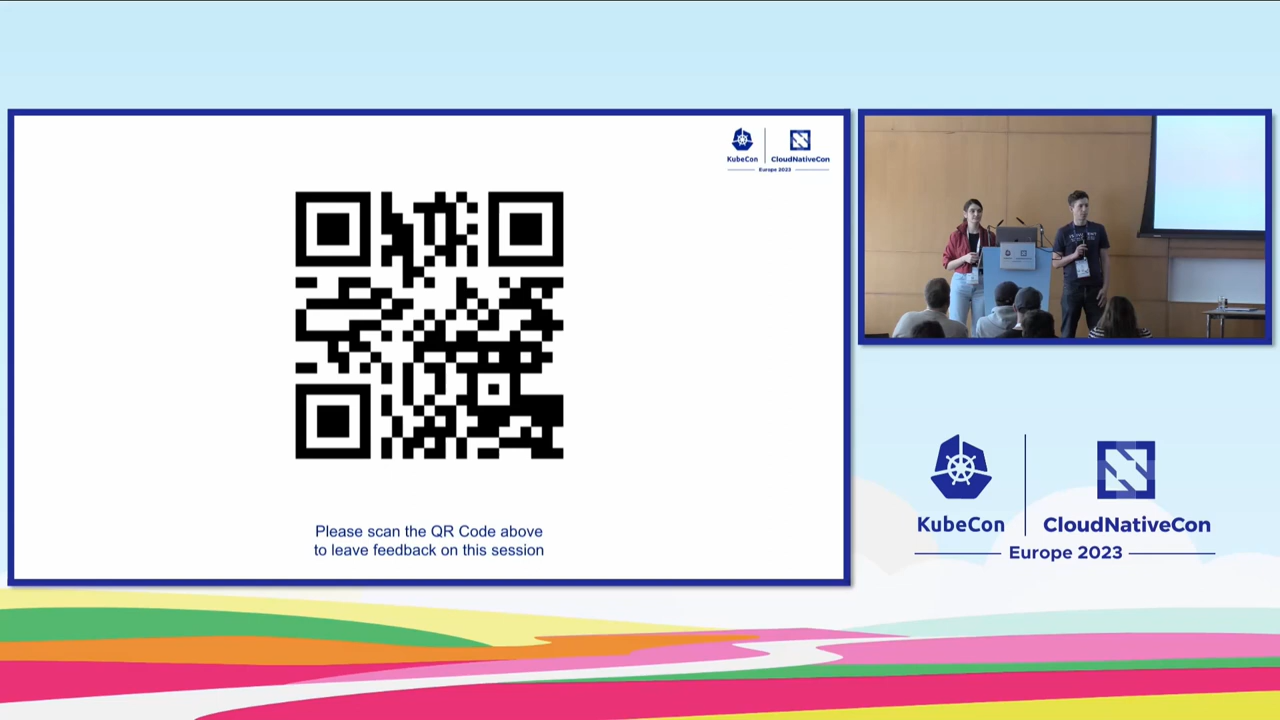 KubeCon
CloudNativeCon
Europe 2023
Please scan the QR Code above
to leave feedback on this session
KubeCon
CloudNativeCon
Europe 2023